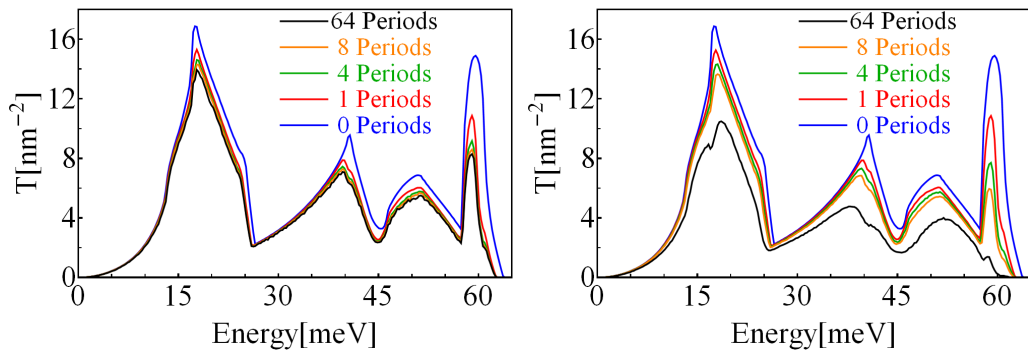 16
12
8
4
0
T[nm⁻²]
64 Periods
8 Periods
4 Periods
1 Periods
0 Periods
0 15 30 45 60
Energy[meV]
16
12
8
4
0
T[nm⁻²]
64 Periods
8 Periods
4 Periods
1 Periods
0 Periods
0 15 30 45 60
Energy[meV]